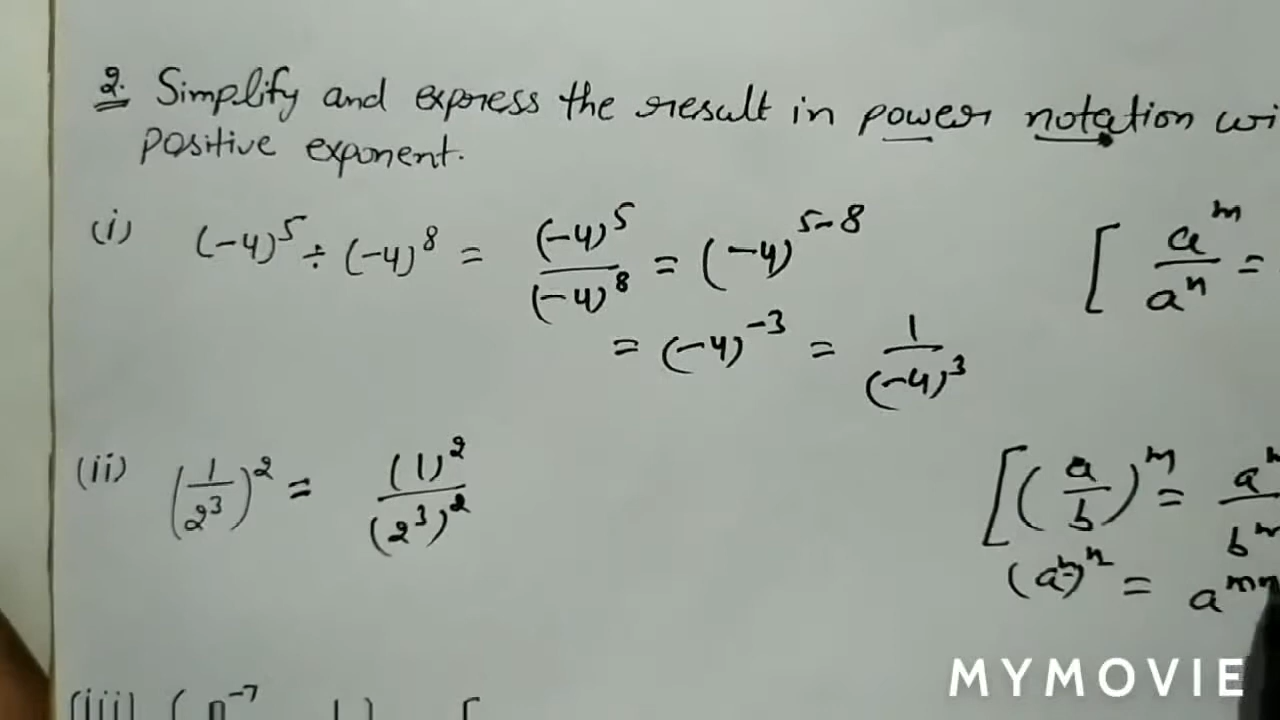 2. Simplify and express the result in power notation
positive exponent.
(i) (-4)^5 ÷ (-4)^8 = (-4)^5 / (-4)^8 = (-4)^{5-8} [ a^m / a^n =
= (-4)^{-3} = 1 / (-4)^3
(ii) (1 / 2^3)^2 = (1)^2 / (2^3)^2 [ (a / b)^m = a^m / b^m
(a^m)^n = a^{mn}
(iii)
MYMOVIE